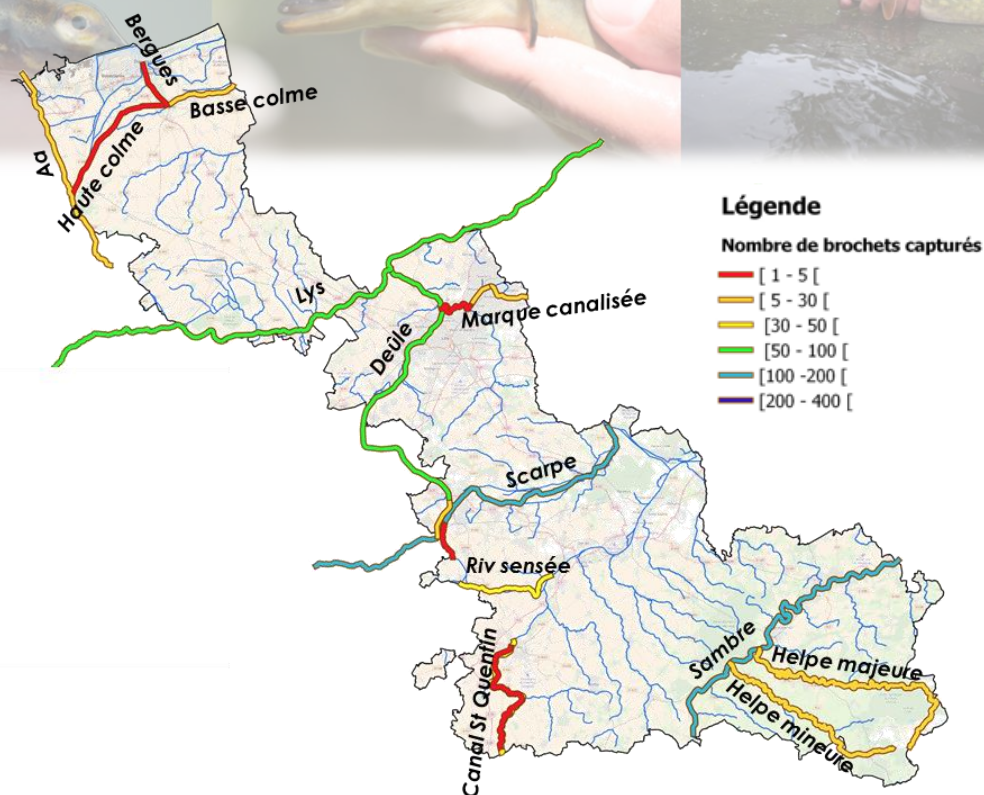 Bergues
Basse colme
Aa
Haute colme
Légende
Nombre de brochets capturés
[ 1 - 5 [
[ 5 - 30 [
[30 - 50 [
[50 - 100 [
[100 -200 [
[200 - 400 [
Lys
Marque canalisée
Deûle
Scarpe
Riv sensée
Canal St Quentin
Sambre
Helpe majeure
Helpe mineure